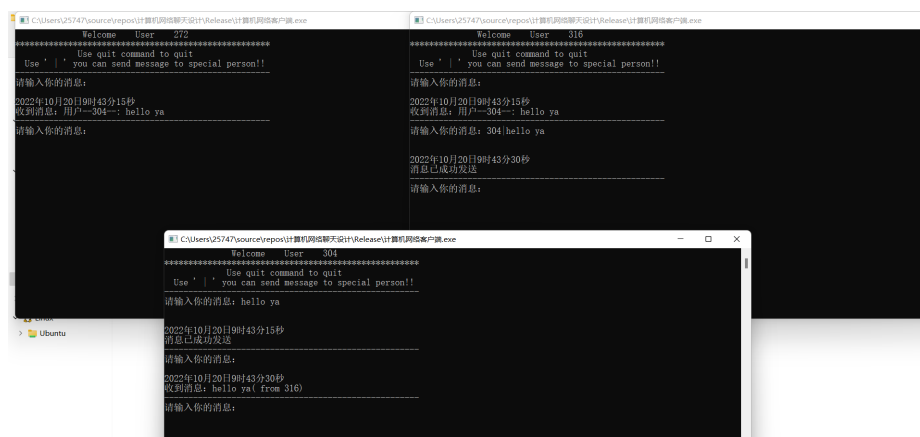 C:\Users\25747\source\repos\计算机网络聊天设计\Release\计算机网络客户端.exe
Welcome User 272
****************************************************
Use quit command to quit
Use ' | ' you can send message to special person!!
----------------------------------------------------
请输入你的消息:
2022年10月20日9时43分15秒
收到消息: 用户--304--: hello ya
----------------------------------------------------
请输入你的消息:
C:\Users\25747\source\repos\计算机网络聊天设计\Release\计算机网络客户端.exe
Welcome User 316
****************************************************
Use quit command to quit
Use ' | ' you can send message to special person!!
----------------------------------------------------
请输入你的消息:
2022年10月20日9时43分15秒
收到消息: 用户--304--: hello ya
----------------------------------------------------
请输入你的消息: 304|hello ya
2022年10月20日9时43分30秒
消息已成功发送
----------------------------------------------------
请输入你的消息:
C:\Users\25747\source\repos\计算机网络聊天设计\Release\计算机网络客户端.exe
Welcome User 304
****************************************************
Use quit command to quit
Use ' | ' you can send message to special person!!
----------------------------------------------------
请输入你的消息: hello ya
2022年10月20日9时43分15秒
消息已成功发送
----------------------------------------------------
请输入你的消息:
2022年10月20日9时43分30秒
收到消息: hello ya( from 316)
----------------------------------------------------
请输入你的消息:
Ubuntu